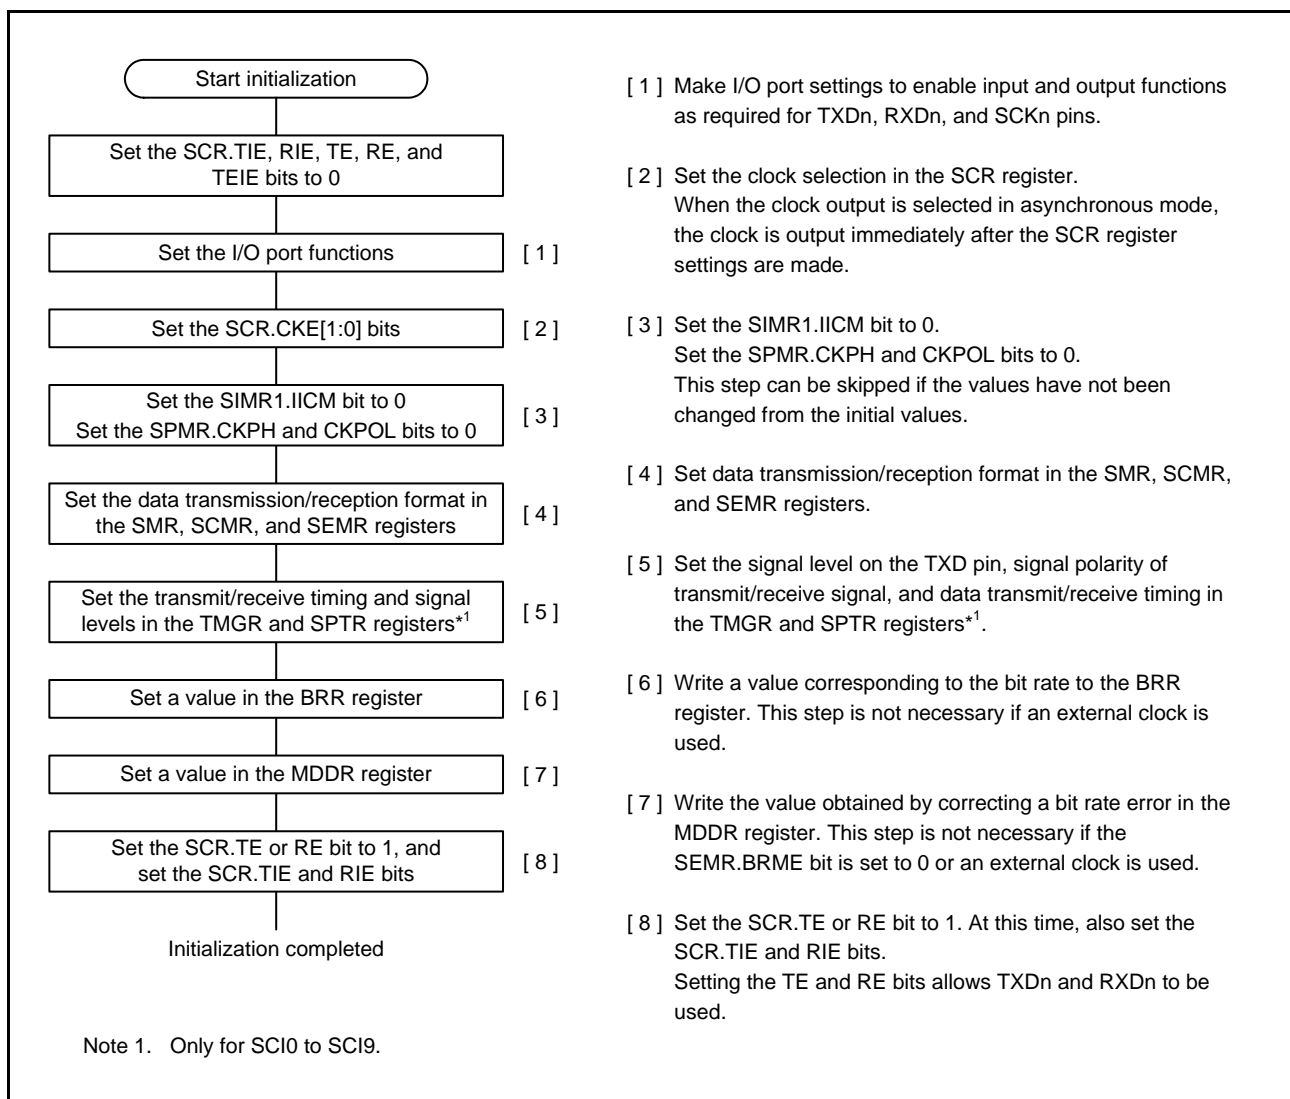 Start initialization
Set the SCR.TIE, RIE, TE, RE, and
TEIE bits to 0
Set the I/O port functions
[ 1 ]
Set the SCR.CKE[1:0] bits
[ 2 ]
Set the SIMR1.IICM bit to 0
Set the SPMR.CKPH and CKPOL bits to 0
[ 3 ]
Set the data transmission/reception format in
the SMR, SCMR, and SEMR registers
[ 4 ]
Set the transmit/receive timing and signal
levels in the TMGR and SPTR registers*1
[ 5 ]
Set a value in the BRR register
[ 6 ]
Set a value in the MDDR register
[ 7 ]
Set the SCR.TE or RE bit to 1, and
set the SCR.TIE and RIE bits
[ 8 ]
Initialization completed
Note 1. Only for SCI0 to SCI9.
[ 1 ] Make I/O port settings to enable input and output functions
as required for TXDn, RXDn, and SCKn pins.
[ 2 ] Set the clock selection in the SCR register.
When the clock output is selected in asynchronous mode,
the clock is output immediately after the SCR register
settings are made.
[ 3 ] Set the SIMR1.IICM bit to 0.
Set the SPMR.CKPH and CKPOL bits to 0.
This step can be skipped if the values have not been
changed from the initial values.
[ 4 ] Set data transmission/reception format in the SMR, SCMR,
and SEMR registers.
[ 5 ] Set the signal level on the TXD pin, signal polarity of
transmit/receive signal, and data transmit/receive timing in
the TMGR and SPTR registers*1.
[ 6 ] Write a value corresponding to the bit rate to the BRR
register. This step is not necessary if an external clock is
used.
[ 7 ] Write the value obtained by correcting a bit rate error in the
MDDR register. This step is not necessary if the
SEMR.BRME bit is set to 0 or an external clock is used.
[ 8 ] Set the SCR.TE or RE bit to 1. At this time, also set the
SCR.TIE and RIE bits.
Setting the TE and RE bits allows TXDn and RXDn to be
used.